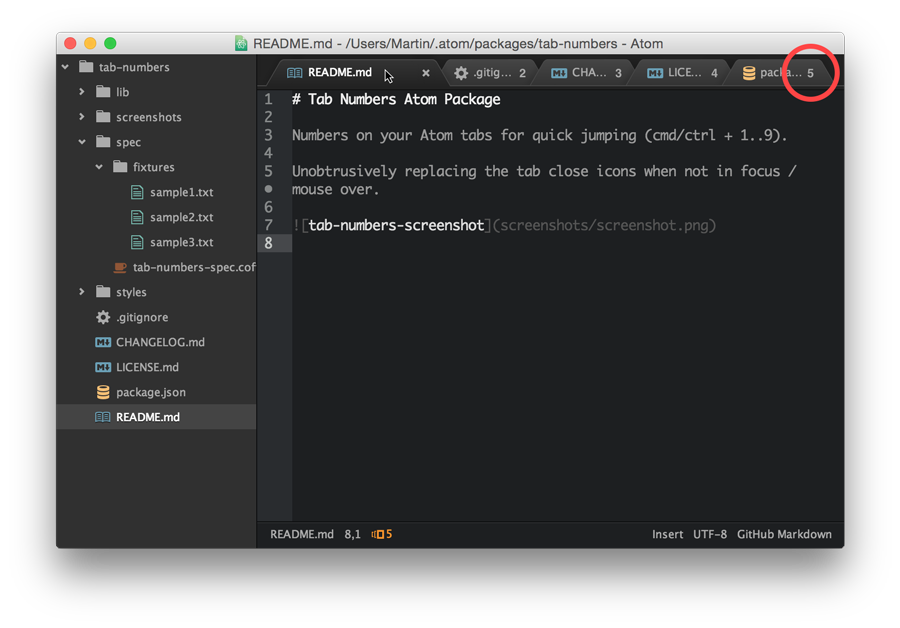 README.md - /Users/Martin/.atom/packages/tab-numbers - Atom
tab-numbers
lib
screenshots
spec
fixtures
sample1.txt
sample2.txt
sample3.txt
tab-numbers-spec.cof
styles
.gitignore
CHANGELOG.md
LICENSE.md
package.json
README.md
README.md × .gitig... 2 CHA... 3 LICE... 4 packa... 5
1 # Tab Numbers Atom Package
2
3 Numbers on your Atom tabs for quick jumping (cmd/ctrl + 1..9).
4
5 Unobtrusively replacing the tab close icons when not in focus /
• mouse over.
6
7 ![tab-numbers-screenshot](screenshots/screenshot.png)
8
README.md 8,1 5 Insert UTF-8 GitHub Markdown